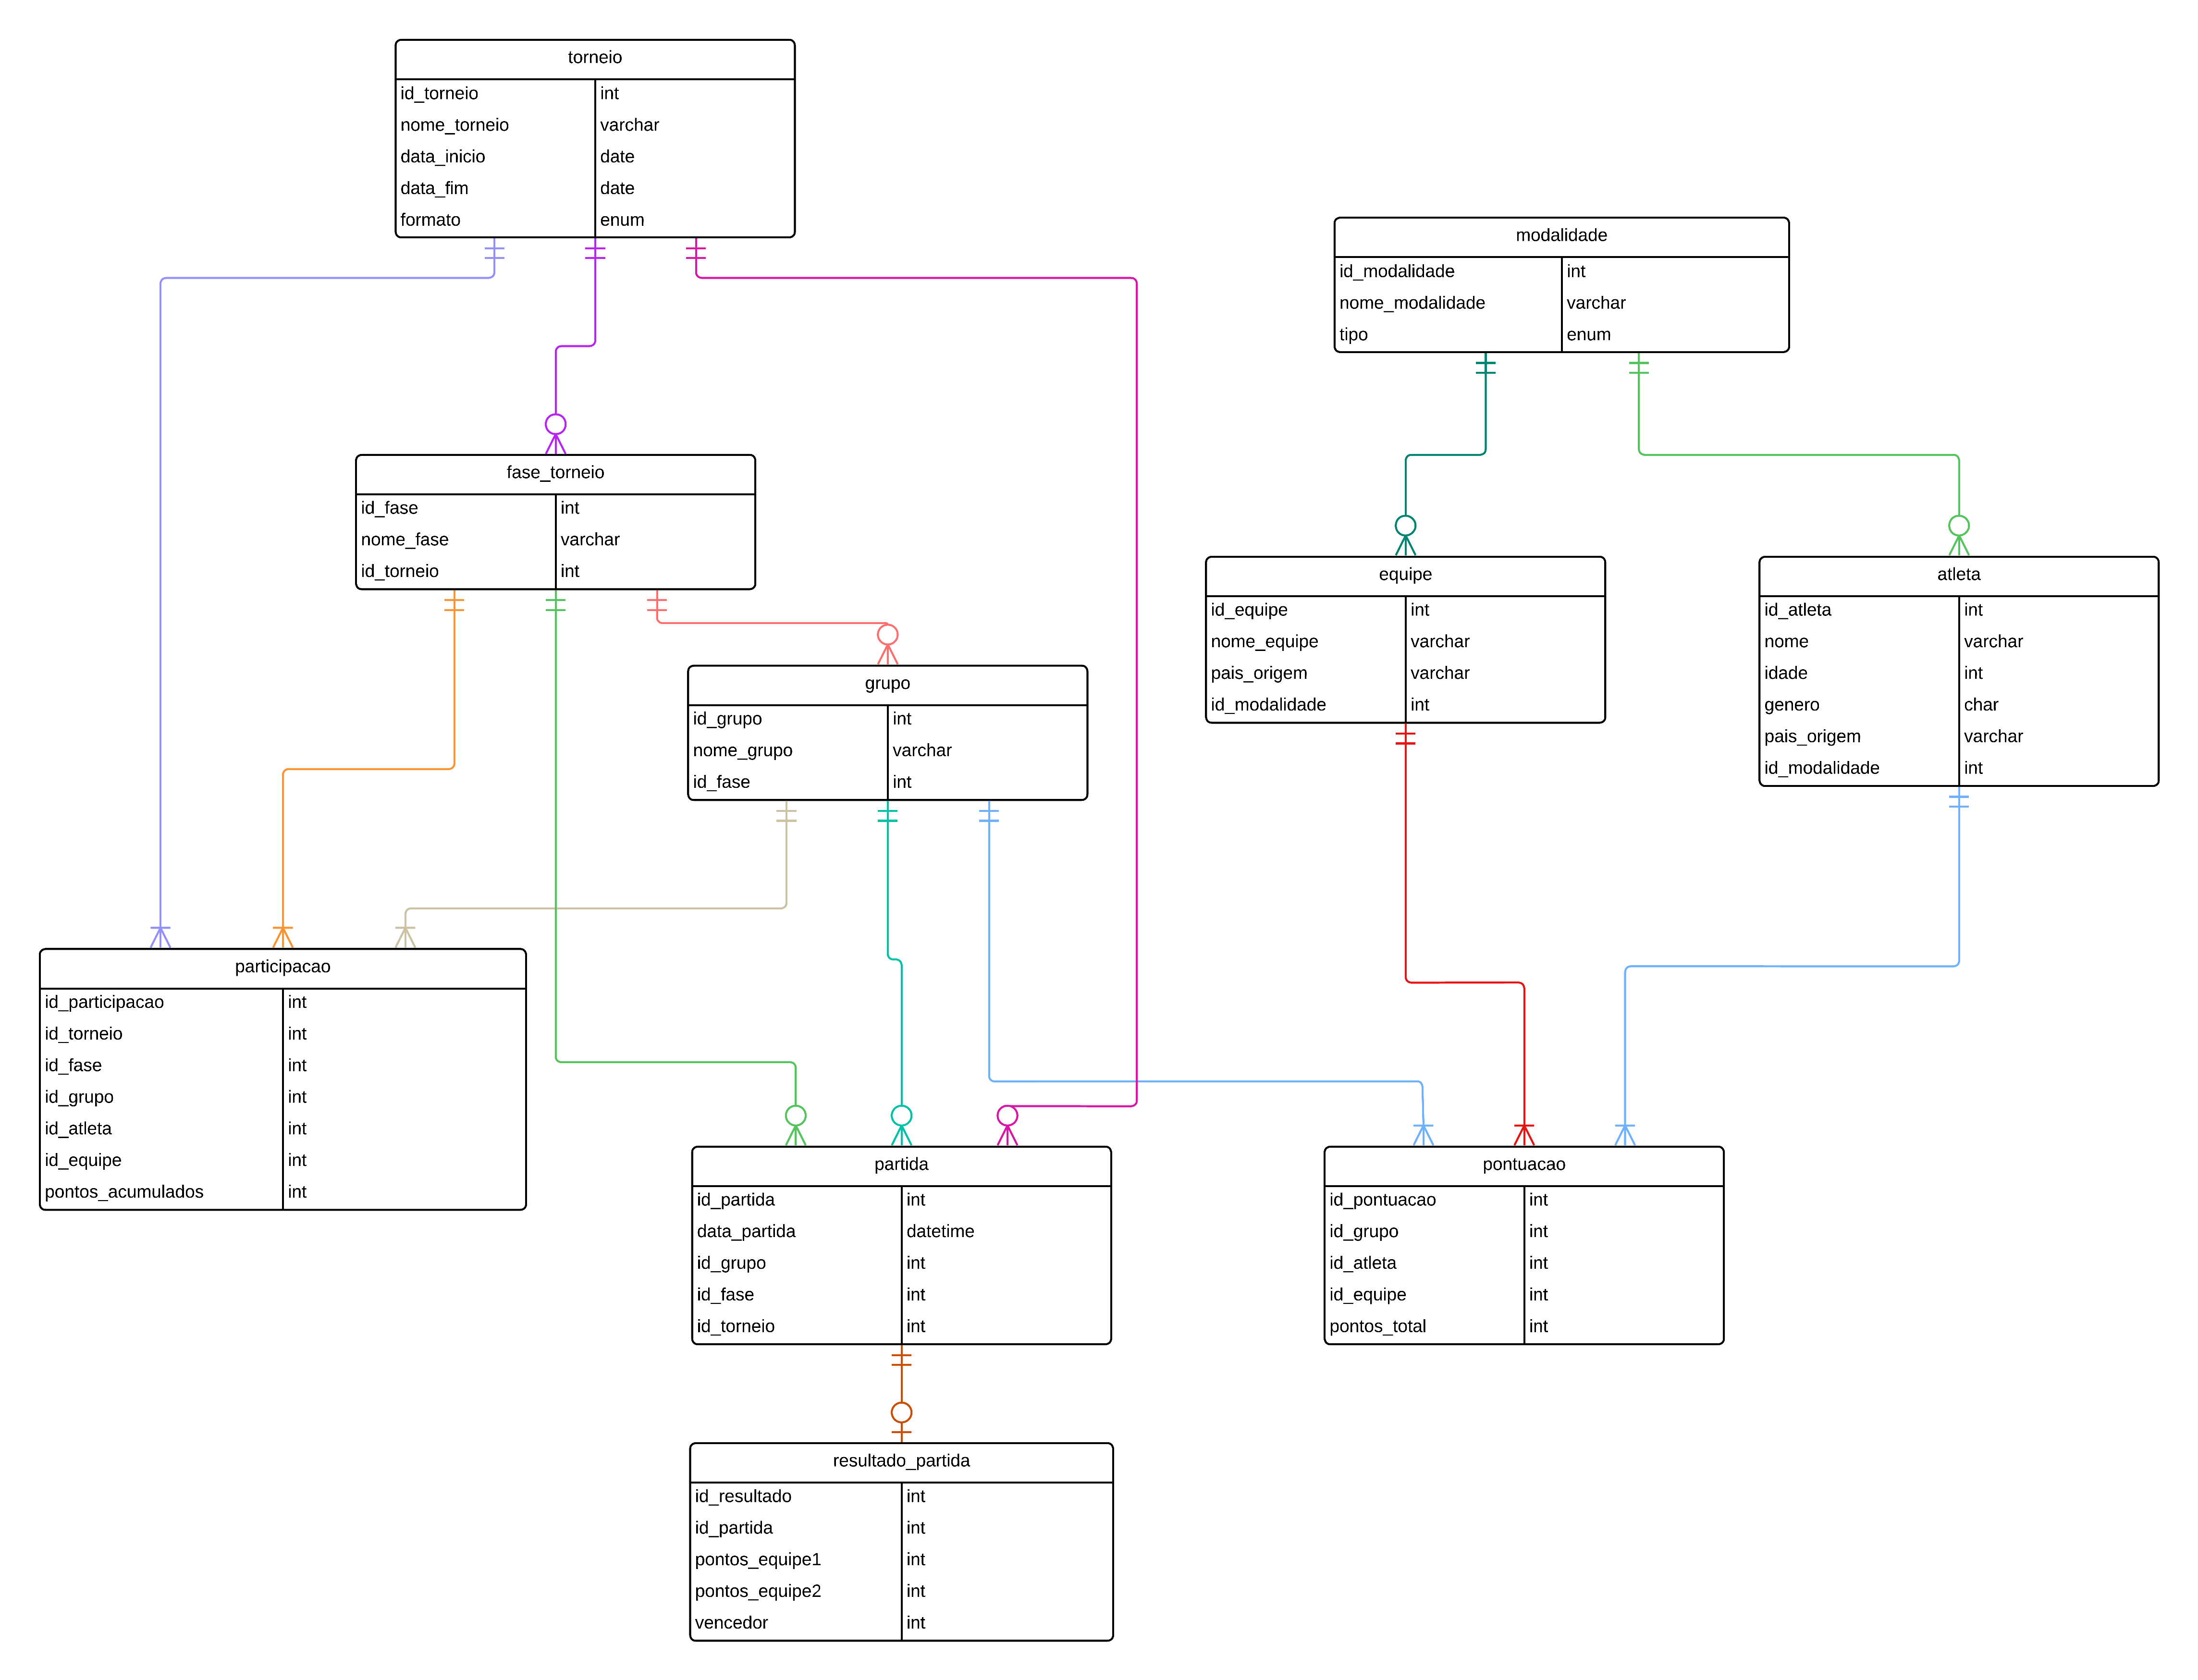 torneio
id_torneio int
nome_torneio varchar
data_inicio date
data_fim date
formato enum
modalidade
id_modalidade int
nome_modalidade varchar
tipo enum
fase_torneio
id_fase int
nome_fase varchar
id_torneio int
equipe
id_equipe int
nome_equipe varchar
pais_origem varchar
id_modalidade int
atleta
id_atleta int
nome varchar
idade int
genero char
pais_origem varchar
id_modalidade int
grupo
id_grupo int
nome_grupo varchar
id_fase int
participacao
id_participacao int
id_torneio int
id_fase int
id_grupo int
id_atleta int
id_equipe int
pontos_acumulados int
partida
id_partida int
data_partida datetime
id_grupo int
id_fase int
id_torneio int
pontuacao
id_pontuacao int
id_grupo int
id_atleta int
id_equipe int
pontos_total int
resultado_partida
id_resultado int
id_partida int
pontos_equipe1 int
pontos_equipe2 int
vencedor int